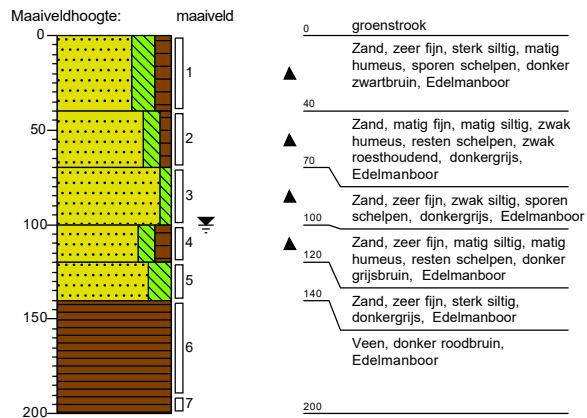 Maaiveldhoogte: maaiveld
0
50
100
150
200
1
2
3
4
5
6
7
0 groenstrook
Zand, zeer fijn, sterk siltig, matig
humeus, sporen schelpen, donker
zwartbruin, Edelmanboor
40
Zand, matig fijn, matig siltig, zwak
humeus, resten schelpen, zwak
roesthoudend, donkergrijs,
Edelmanboor
70
Zand, zeer fijn, zwak siltig, sporen
schelpen, donkergrijs, Edelmanboor
100
Zand, zeer fijn, matig siltig, matig
humeus, resten schelpen, donker
grijsbruin, Edelmanboor
120
Zand, zeer fijn, sterk siltig,
donkergrijs, Edelmanboor
140
Veen, donker roodbruin,
Edelmanboor
200